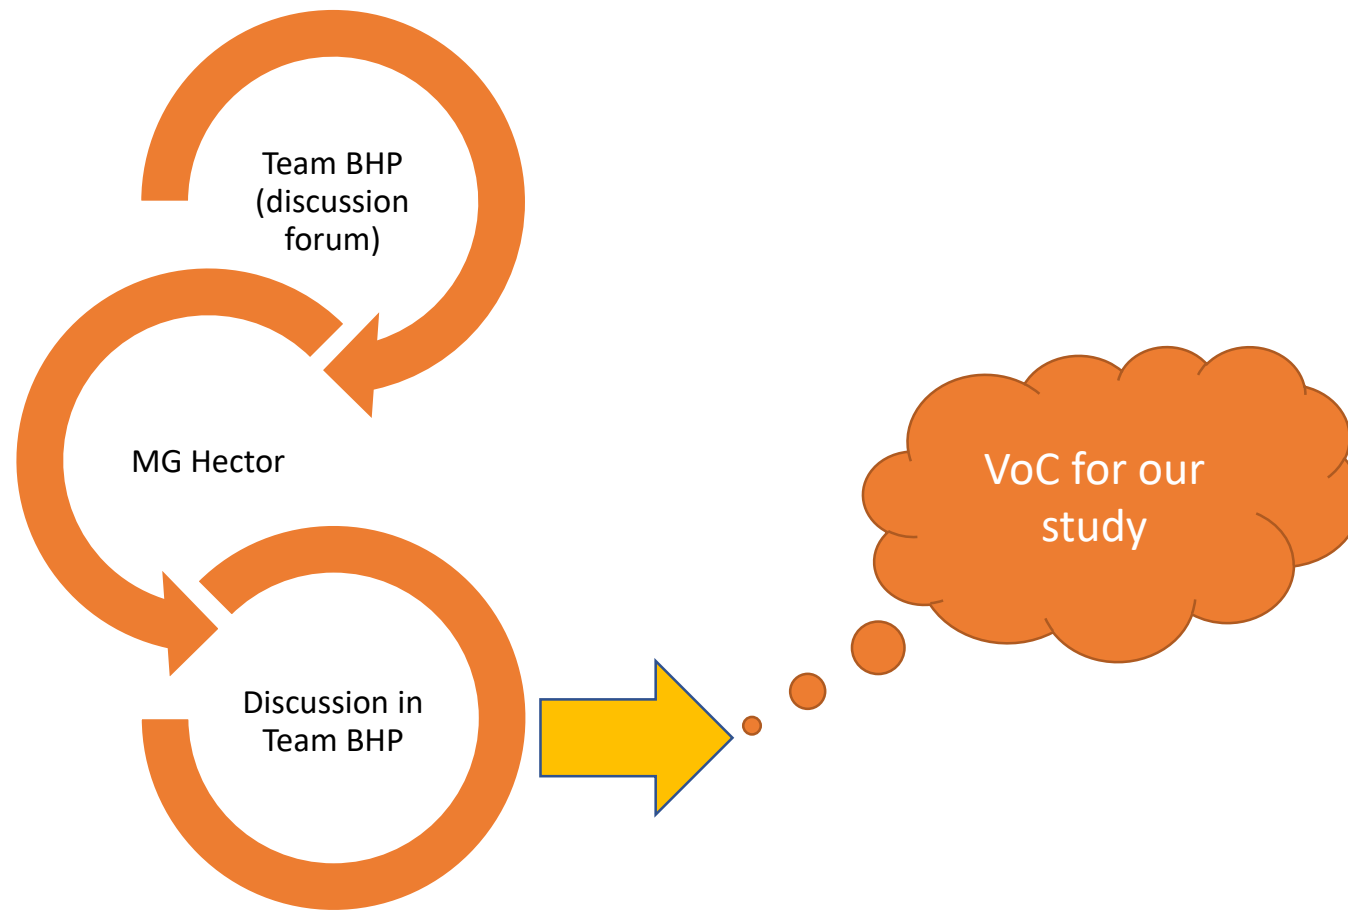 Team BHP
(discussion
forum)
MG Hector
Discussion in
Team BHP
VoC for our
study